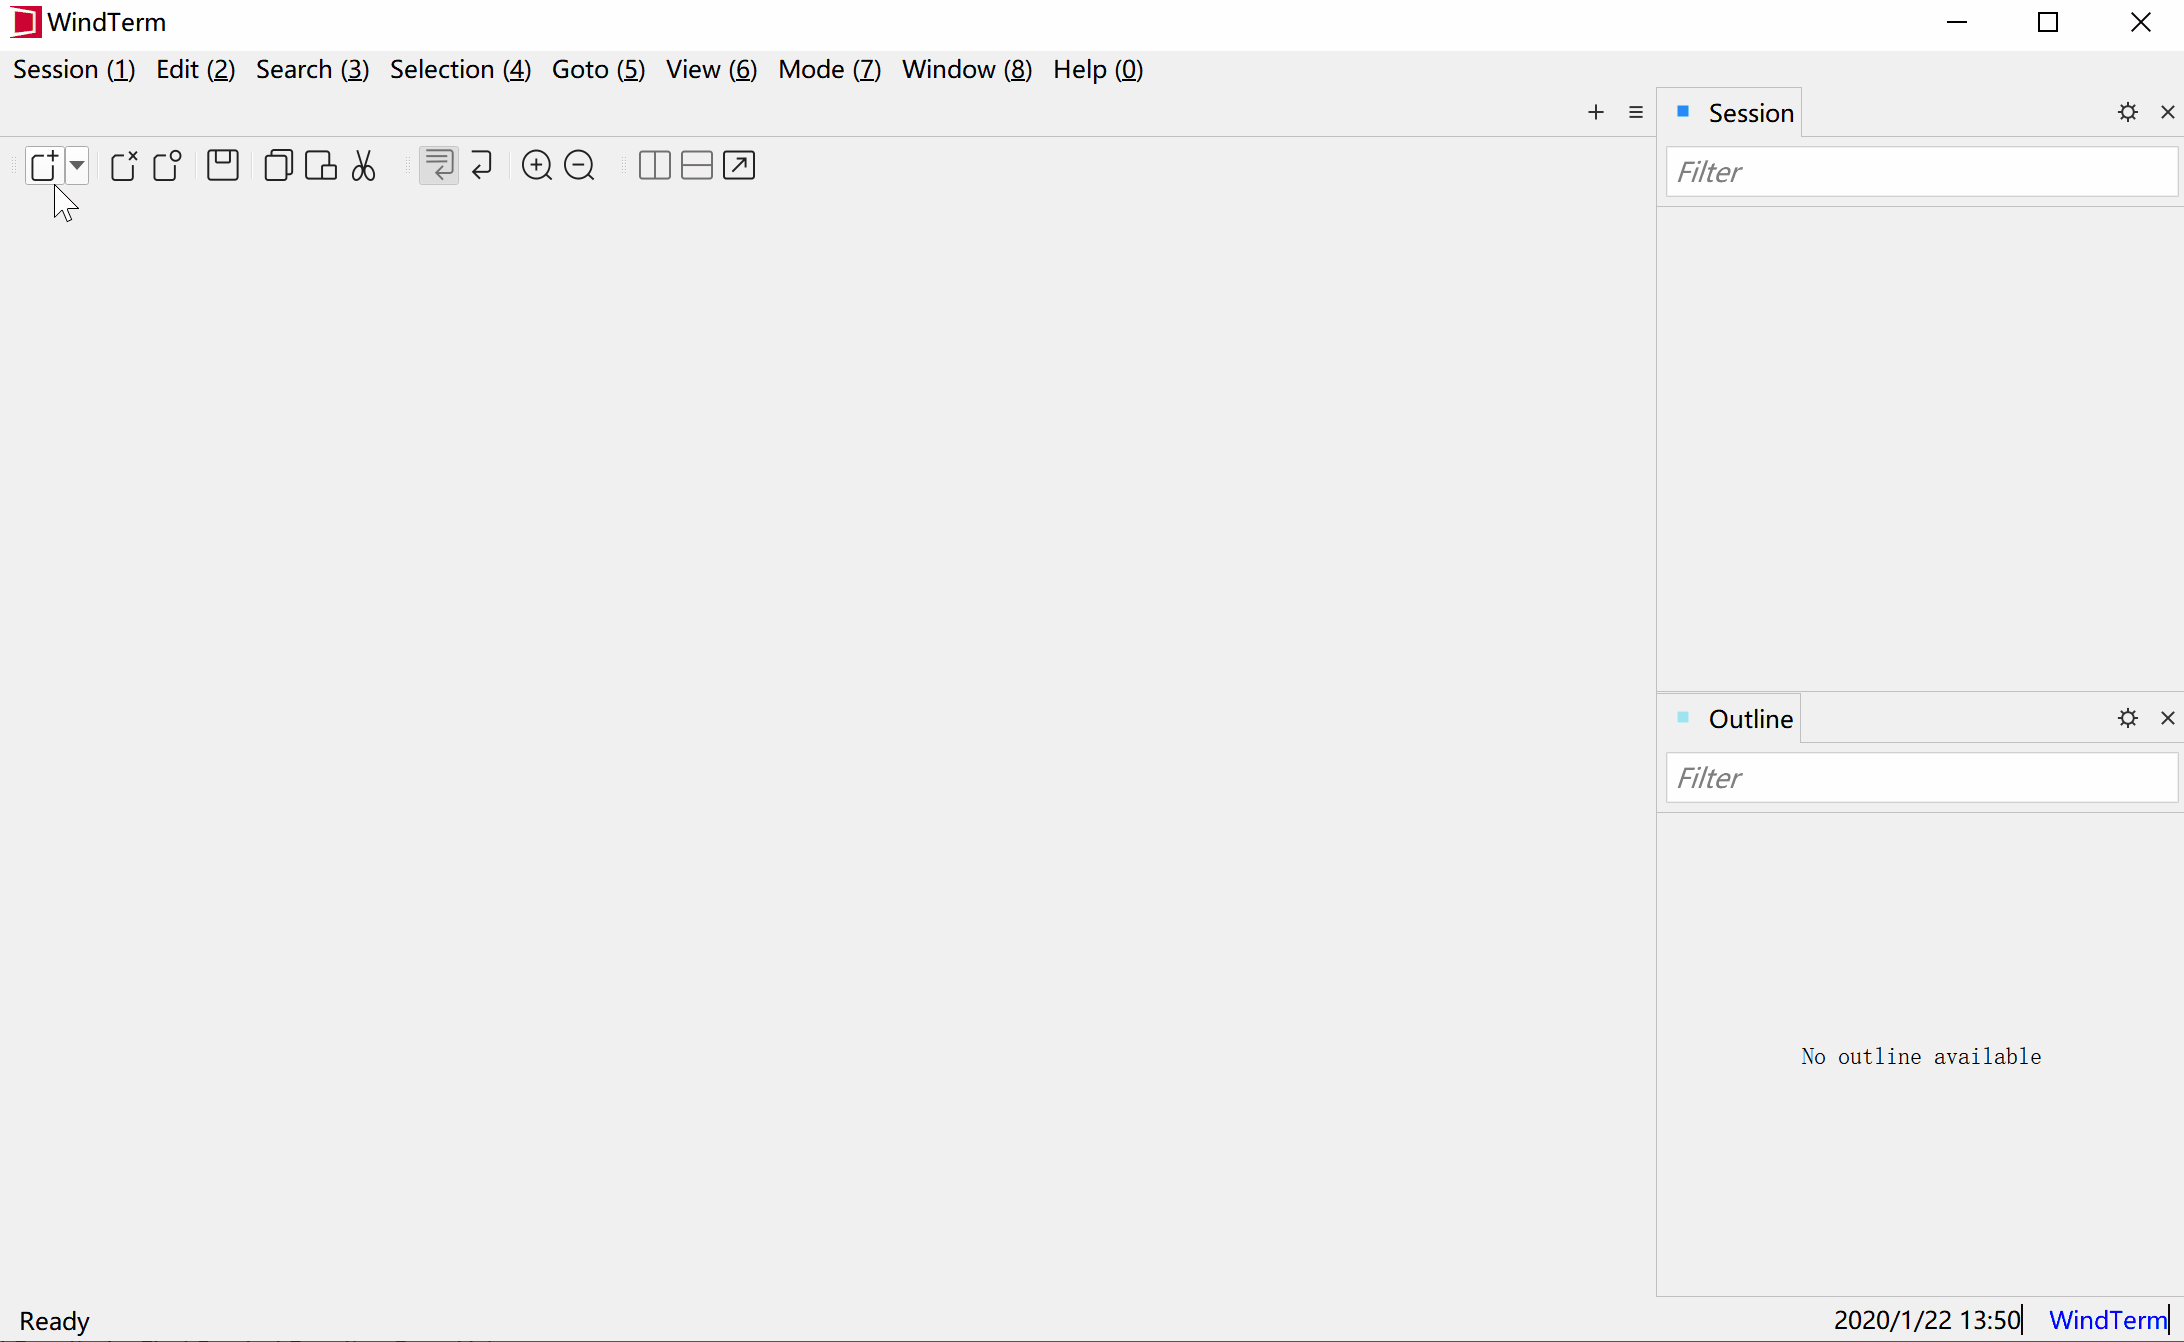 WindTerm
Session (1) Edit (2) Search (3) Selection (4) Goto (5) View (6) Mode (7) Window (8) Help (0)
Session
Filter
Outline
Filter
No outline available
Ready 2020/1/22 13:50 WindTerm